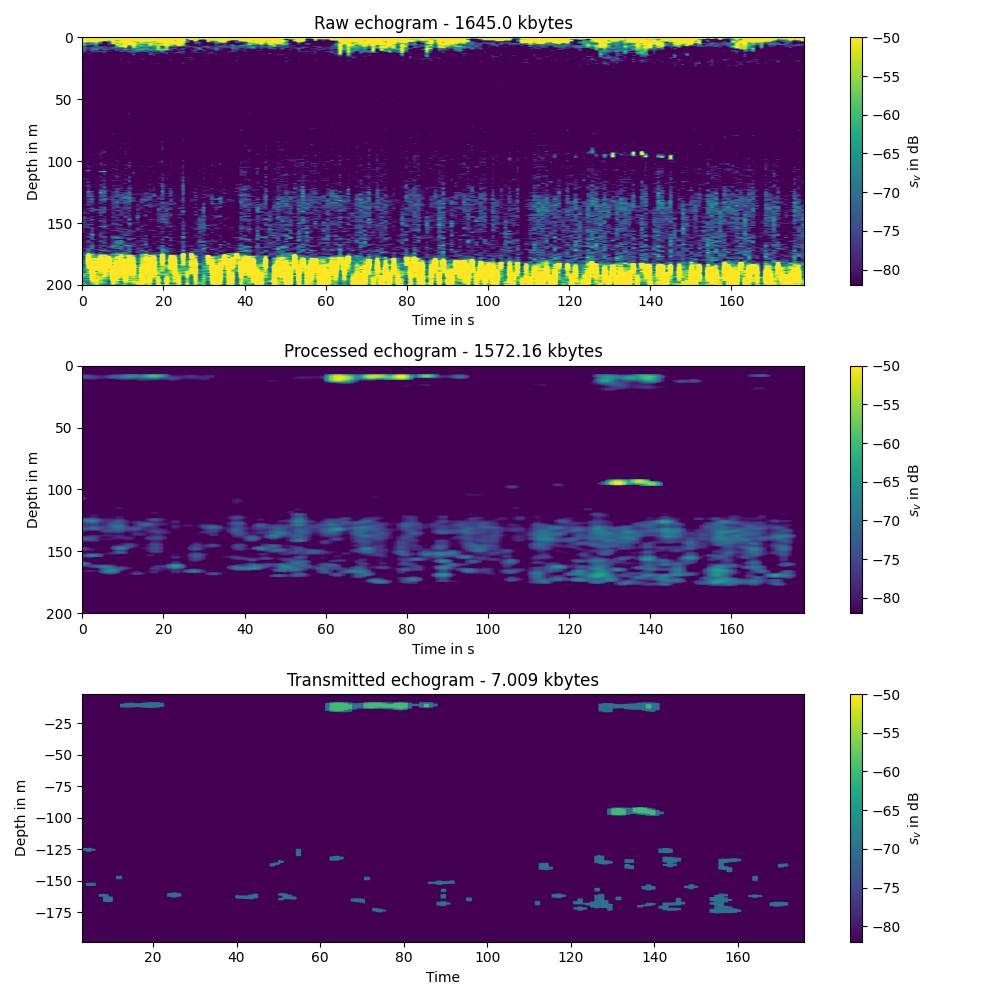 Raw echogram - 1645.0 kbytes
0
50
100
150
200
Depth in m
0 20 40 60 80 100 120 140 160
Time in s
−50
−55
−60
−65
−70
−75
−80
sv in dB
Processed echogram - 1572.16 kbytes
0
50
100
150
200
Depth in m
0 20 40 60 80 100 120 140 160
Time in s
−50
−55
−60
−65
−70
−75
−80
sv in dB
Transmitted echogram - 7.009 kbytes
−25
−50
−75
−100
−125
−150
−175
Depth in m
20 40 60 80 100 120 140 160
Time
−50
−55
−60
−65
−70
−75
−80
sv in dB